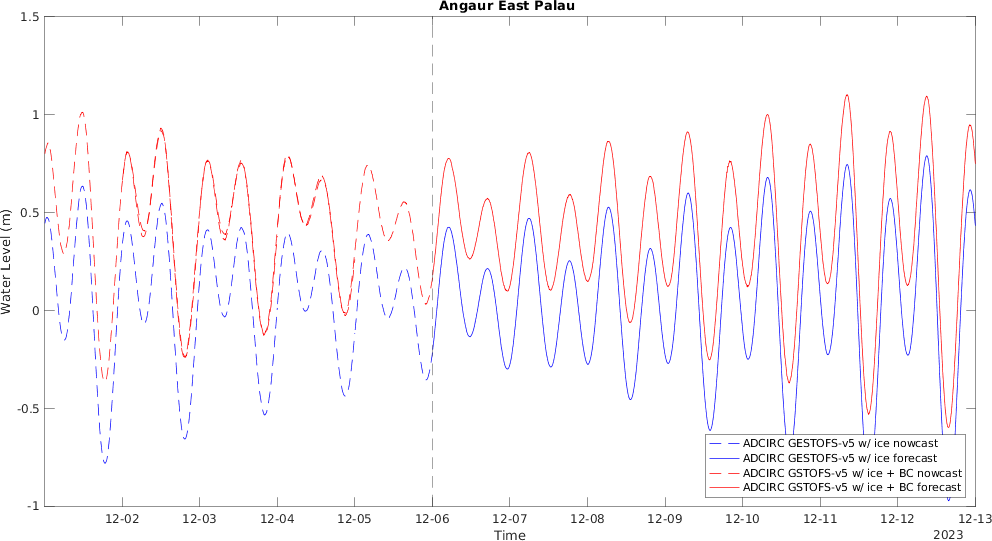 Angaur East Palau
1.5
1
0.5
0
-0.5
-1
Water Level (m)
ADCIRC GESTOFS-v5 w/ ice nowcast
ADCIRC GESTOFS-v5 w/ ice forecast
ADCIRC GSTOFS-v5 w/ ice + BC nowcast
ADCIRC GSTOFS-v5 w/ ice + BC forecast
12-02 12-03 12-04 12-05 12-06 12-07 12-08 12-09 12-10 12-11 12-12 12-13
Time
2023